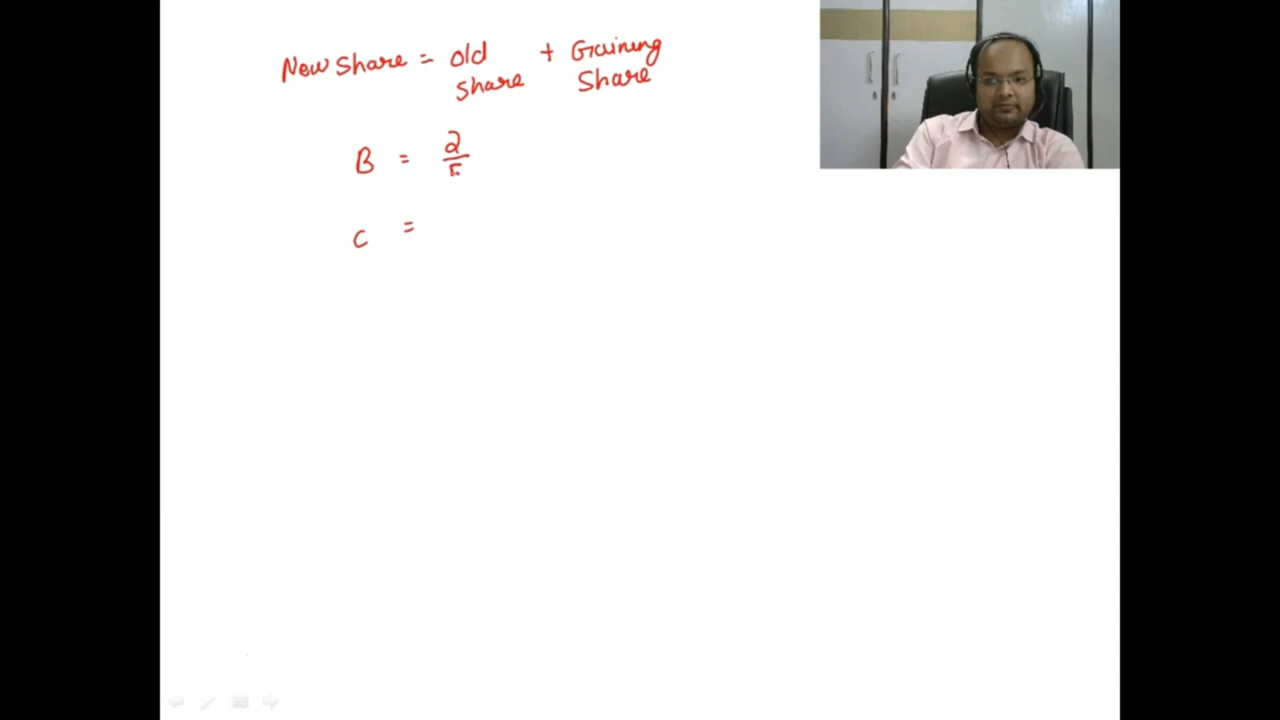 New Share = old + Gaining
Share Share
B = 2/5
C =